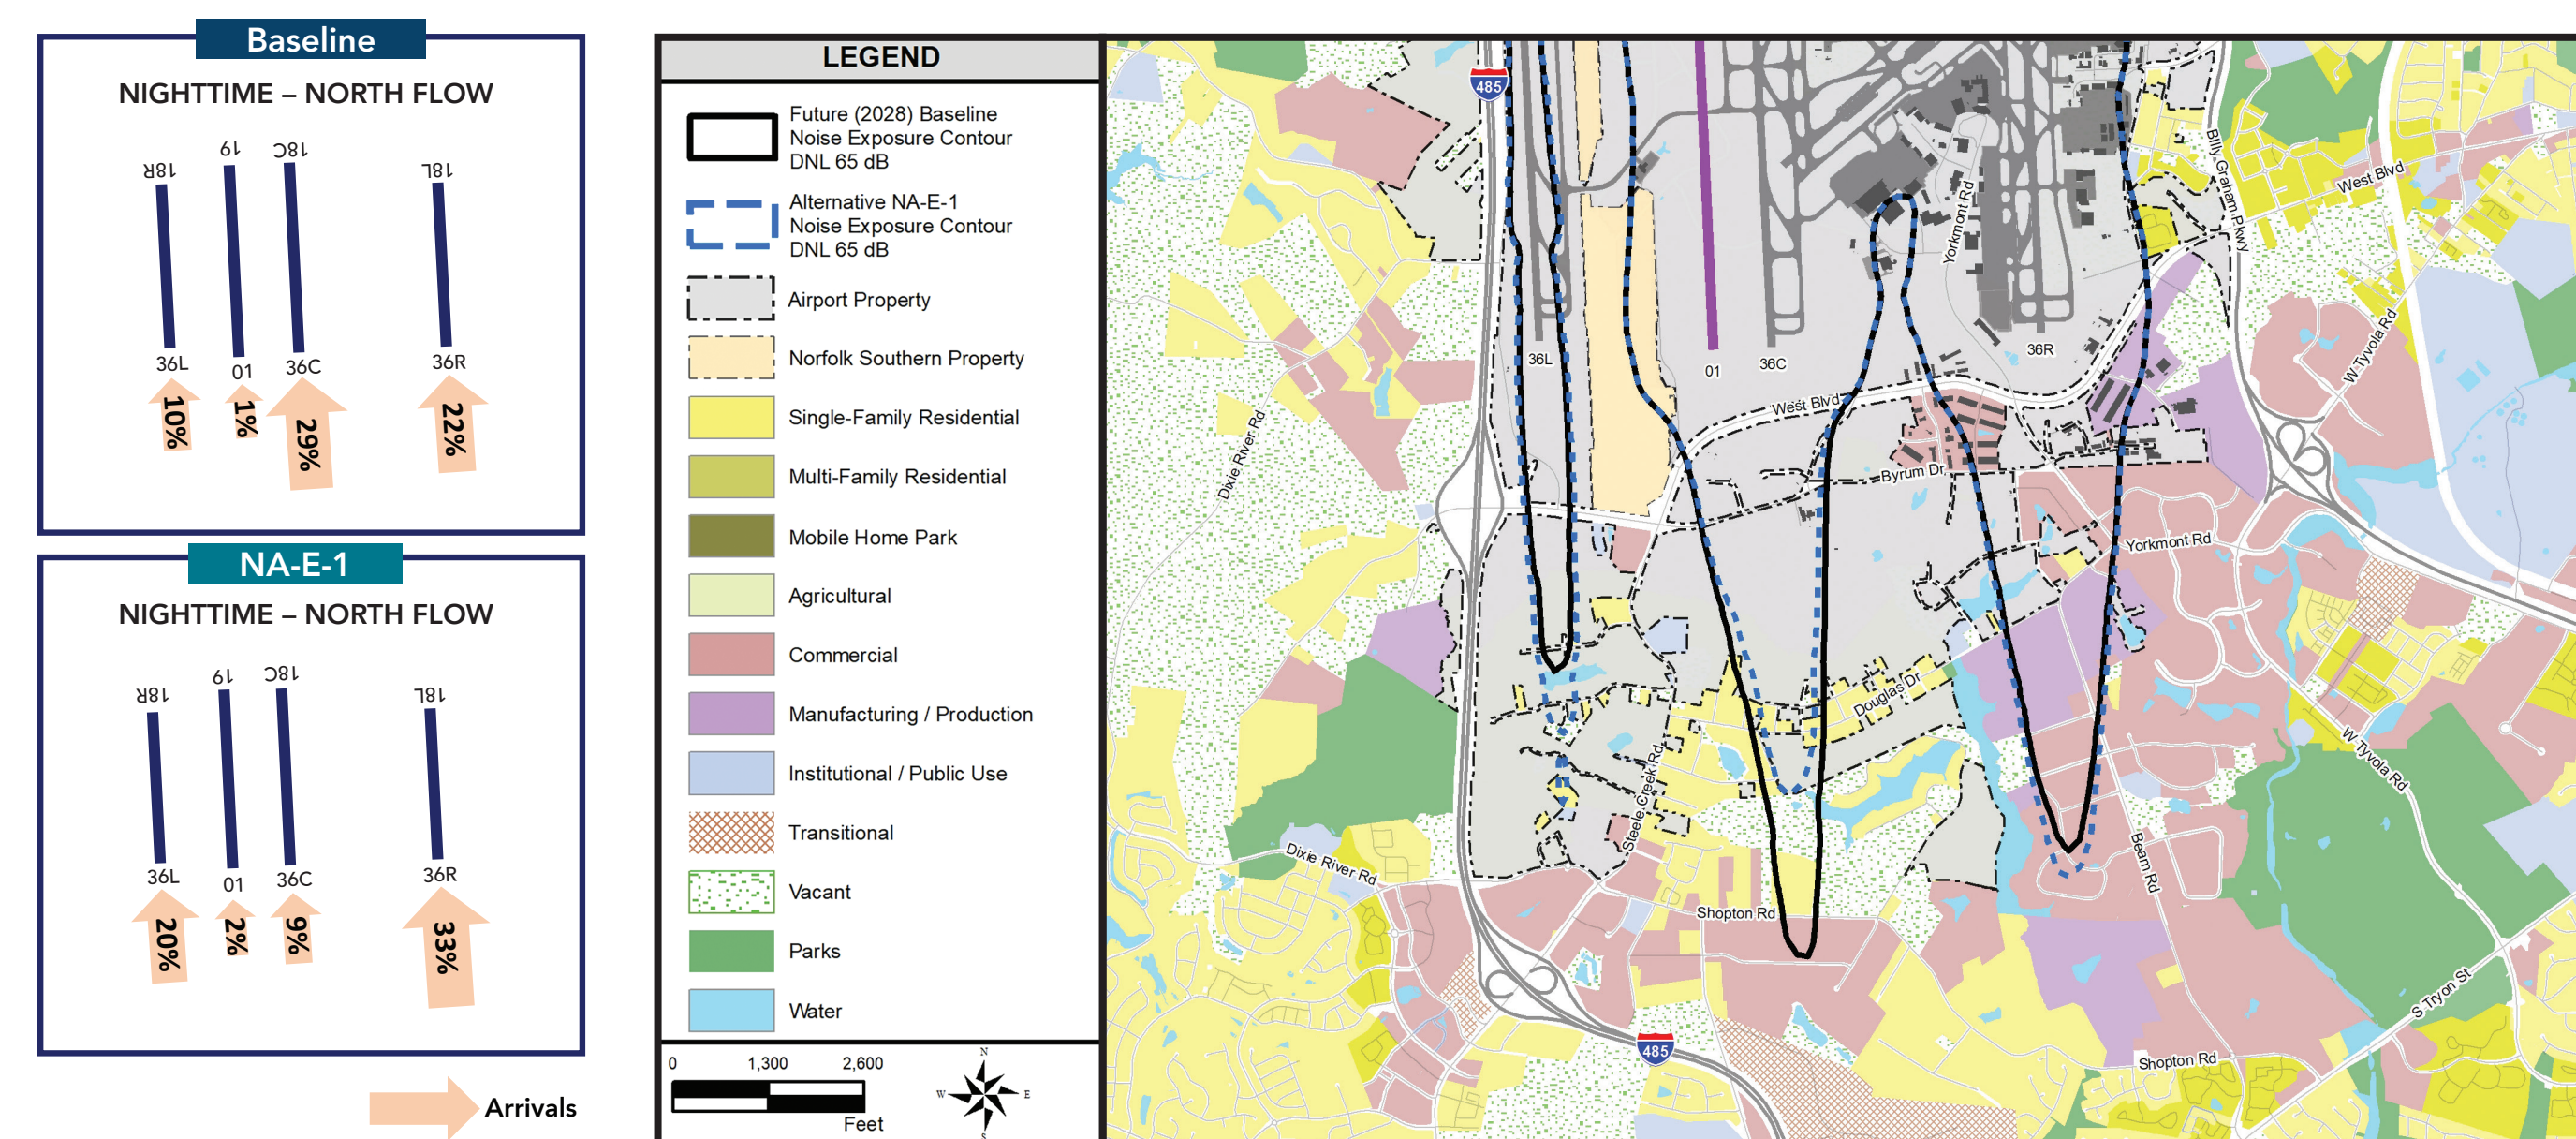 Baseline
NIGHTTIME – NORTH FLOW
18R
19
18C
18L
36L
01
36C
36R
10%
1%
29%
22%
NA-E-1
NIGHTTIME – NORTH FLOW
18R
19
18C
18L
36L
01
36C
36R
20%
2%
9%
33%
Arrivals
LEGEND
Future (2028) Baseline
Noise Exposure Contour
DNL 65 dB
Alternative NA-E-1
Noise Exposure Contour
DNL 65 dB
Airport Property
Norfolk Southern Property
Single-Family Residential
Multi-Family Residential
Mobile Home Park
Agricultural
Commercial
Manufacturing / Production
Institutional / Public Use
Transitional
Vacant
Parks
Water
0 1,300 2,600
Feet
N
W E
S
485
Billy Graham Pkwy
West Blvd
Yorkmont Rd
W Tyvola Rd
36L
01
36C
36R
West Blvd
Dixie River Rd
Byrum Dr
Yorkmont Rd
Douglas Dr
Steele Creek Rd
W Tyvola Rd
Dixie River Rd
Beam Rd
Shopton Rd
S Tryon St
485
Shopton Rd